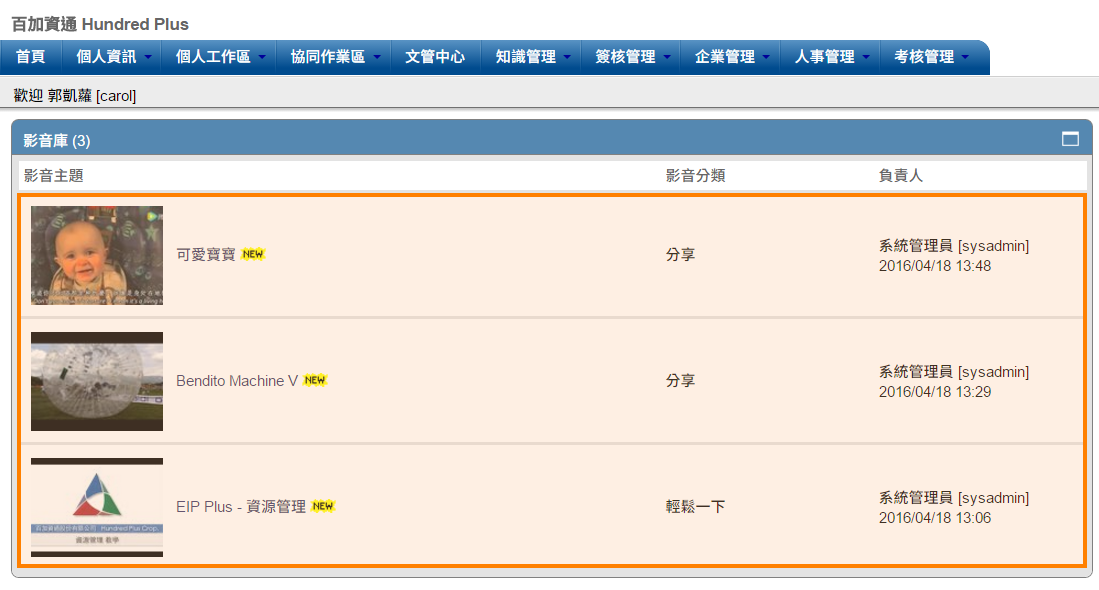 百加資通 Hundred Plus
首頁 個人資訊 個人工作區 協同作業區 文管中心 知識管理 簽核管理 企業管理 人事管理 考核管理
歡迎 郭凱蘿 [carol]
影音庫 (3)
影音主題 影音分類 負責人
可愛寶寶 NEW 分享 系統管理員 [sysadmin]
2016/04/18 13:48
Bendito Machine V NEW 分享 系統管理員 [sysadmin]
2016/04/18 13:29
EIP Plus - 資源管理 NEW 輕鬆一下 系統管理員 [sysadmin]
2016/04/18 13:06
百加資通股份有限公司 Hundred Plus Crop.
資源管理 教學